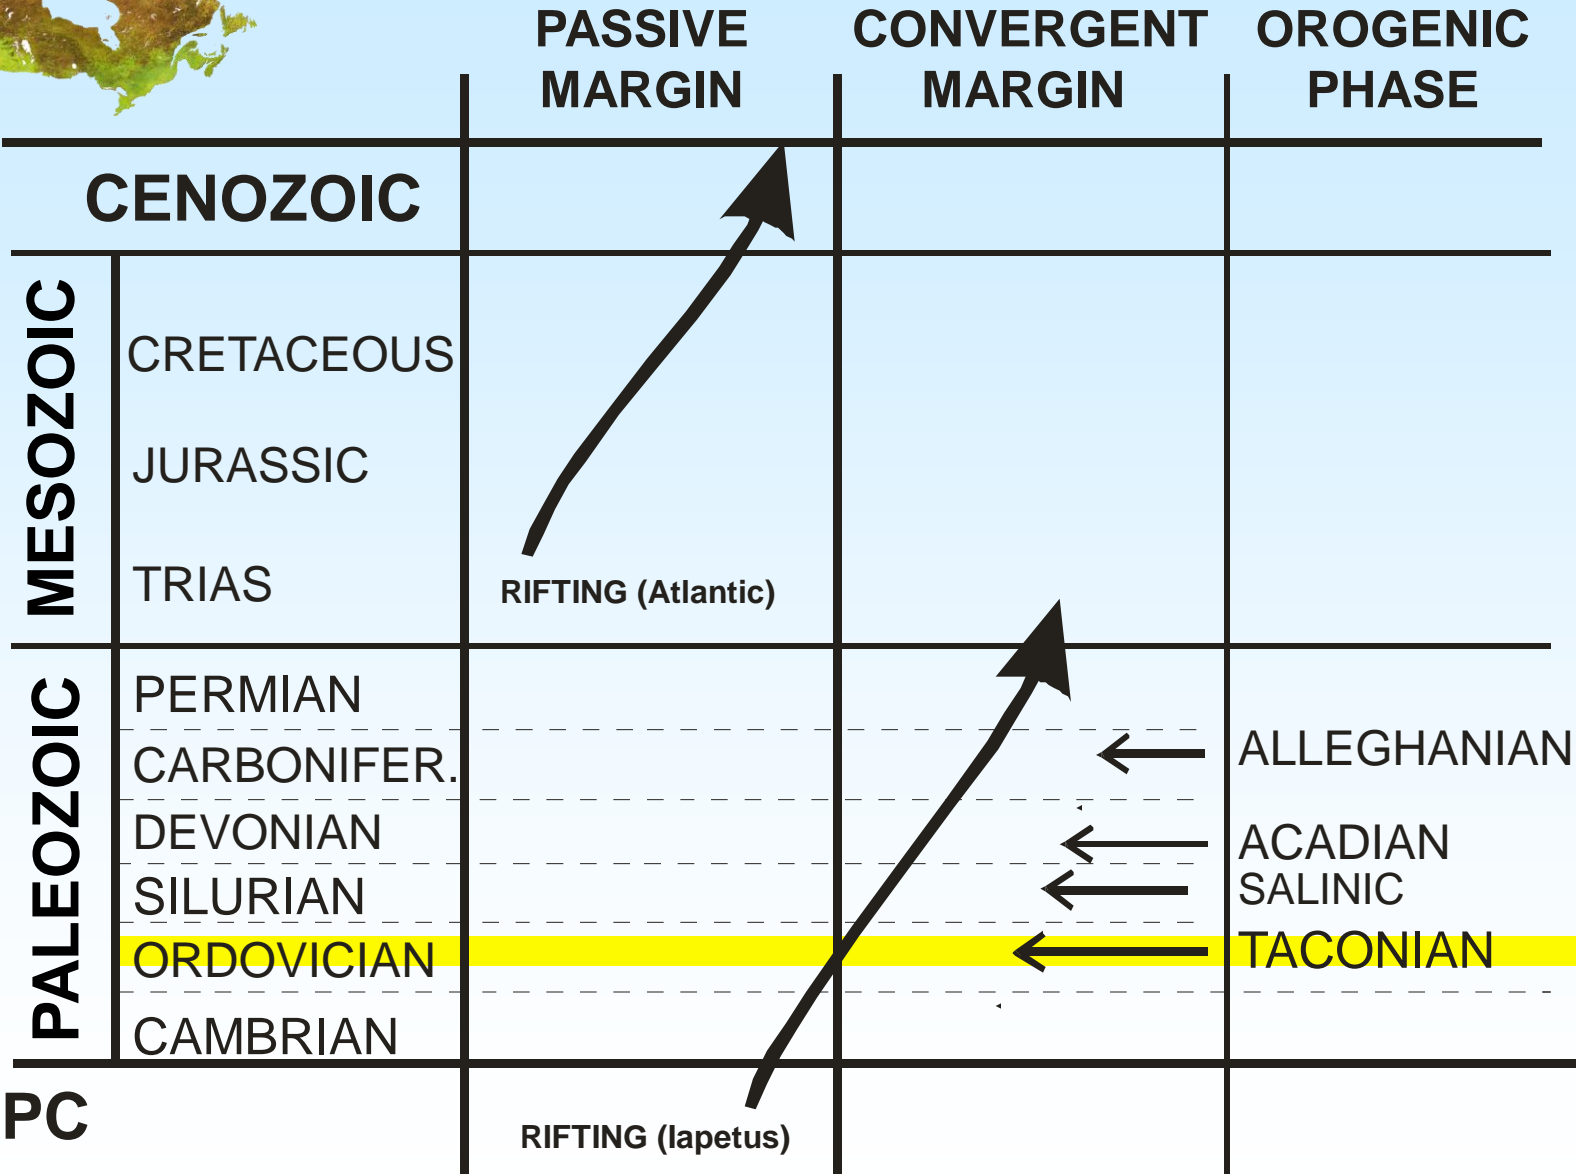 PASSIVE
MARGIN
CONVERGENT
MARGIN
OROGENIC
PHASE
CENOZOIC
MESOZOIC
CRETACEOUS
JURASSIC
TRIAS
RIFTING (Atlantic)
PALEOZOIC
PERMIAN
CARBONIFER.
ALLEGHANIAN
DEVONIAN
ACADIAN
SILURIAN
SALINIC
ORDOVICIAN
TACONIAN
CAMBRIAN
PC
RIFTING (Iapetus)